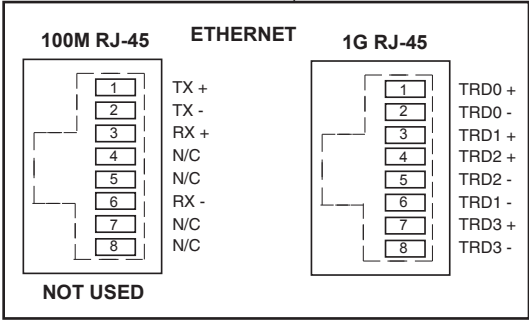 ETHERNET
100M RJ-45
1 TX +
2 TX -
3 RX +
4 N/C
5 N/C
6 RX -
7 N/C
8 N/C
NOT USED
1G RJ-45
1 TRD0 +
2 TRD0 -
3 TRD1 +
4 TRD2 +
5 TRD2 -
6 TRD1 -
7 TRD3 +
8 TRD3 -